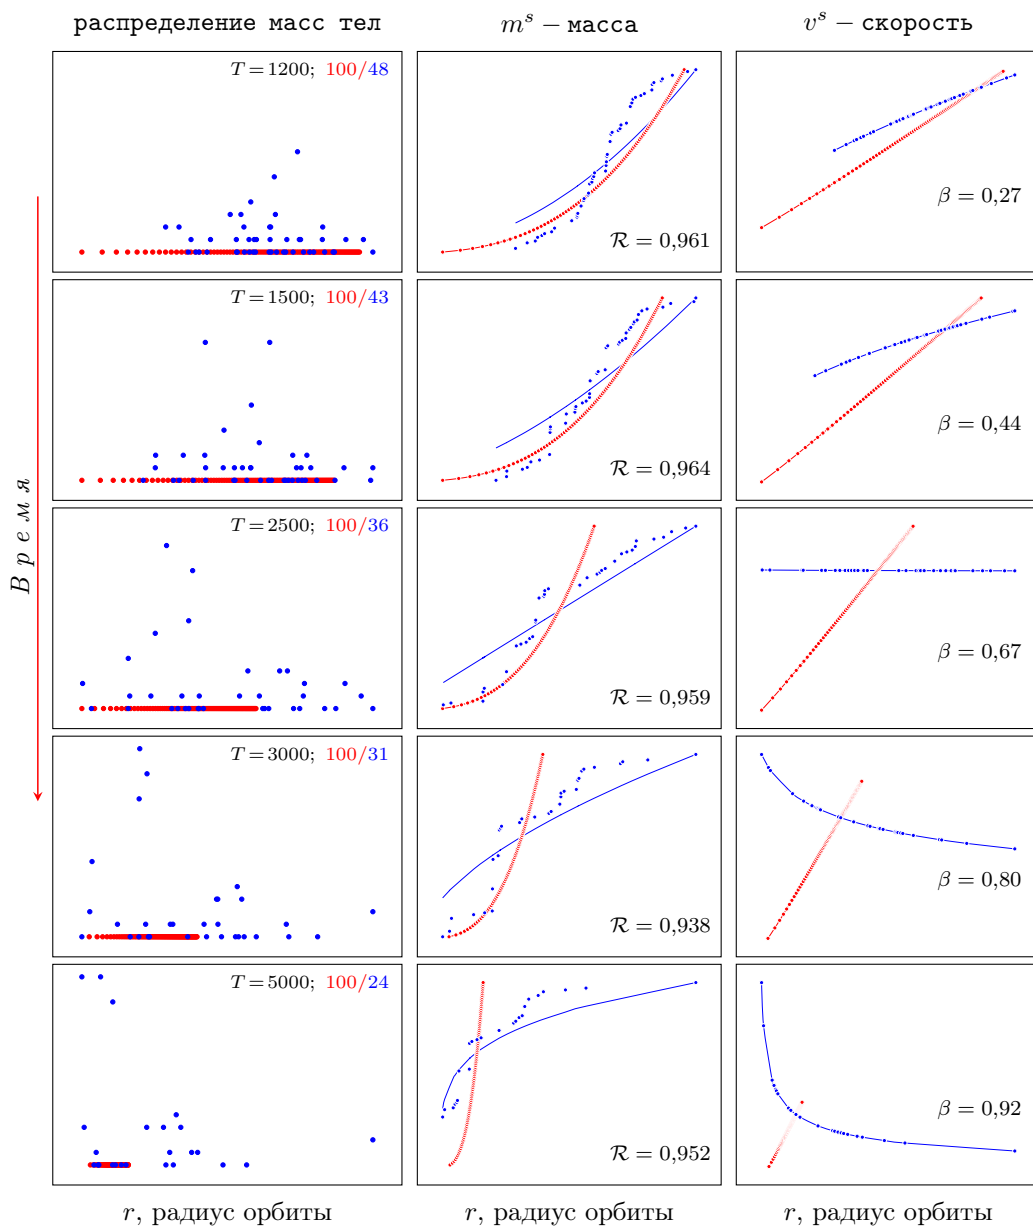 распределение масс тел
m^s − масса
v^s − скорость
T=1200; 100/48
R = 0,961
β = 0,27
T=1500; 100/43
R = 0,964
β = 0,44
T=2500; 100/36
R = 0,959
β = 0,67
T=3000; 100/31
R = 0,938
β = 0,80
T=5000; 100/24
R = 0,952
β = 0,92
Время
r, радиус орбиты
r, радиус орбиты
r, радиус орбиты